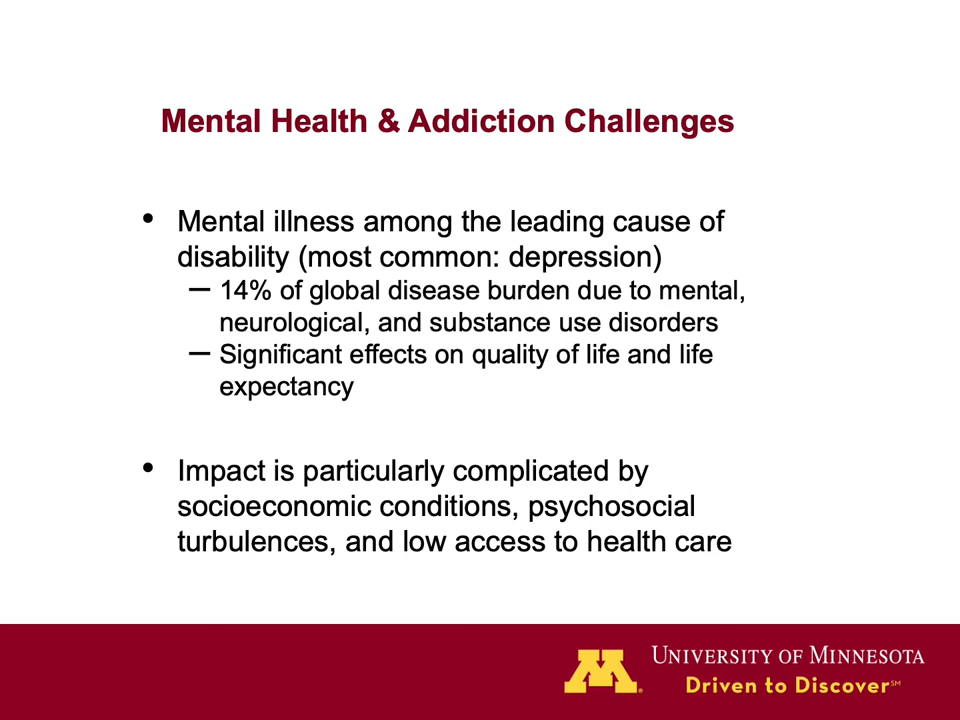 Mental Health & Addiction Challenges
• Mental illness among the leading cause of
disability (most common: depression)
– 14% of global disease burden due to mental,
neurological, and substance use disorders
– Significant effects on quality of life and life
expectancy
• Impact is particularly complicated by
socioeconomic conditions, psychosocial
turbulences, and low access to health care
M
UNIVERSITY OF MINNESOTA
Driven to Discover℠